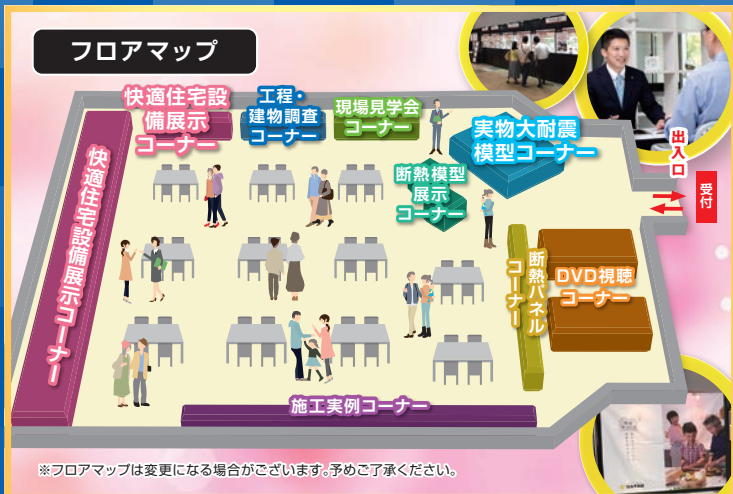 フロアマップ
快適住宅設
備展示
コーナー
工程・
建物調査
コーナー
現場見学会
コーナー
実物大耐震
模型コーナー
断熱模型
展示
コーナー
出入口
受付
快適住宅設備展示コーナー
断熱パネル
コーナー
DVD視聴
コーナー
施工実例コーナー
※フロアマップは変更になる場合がございます。予めご了承ください。